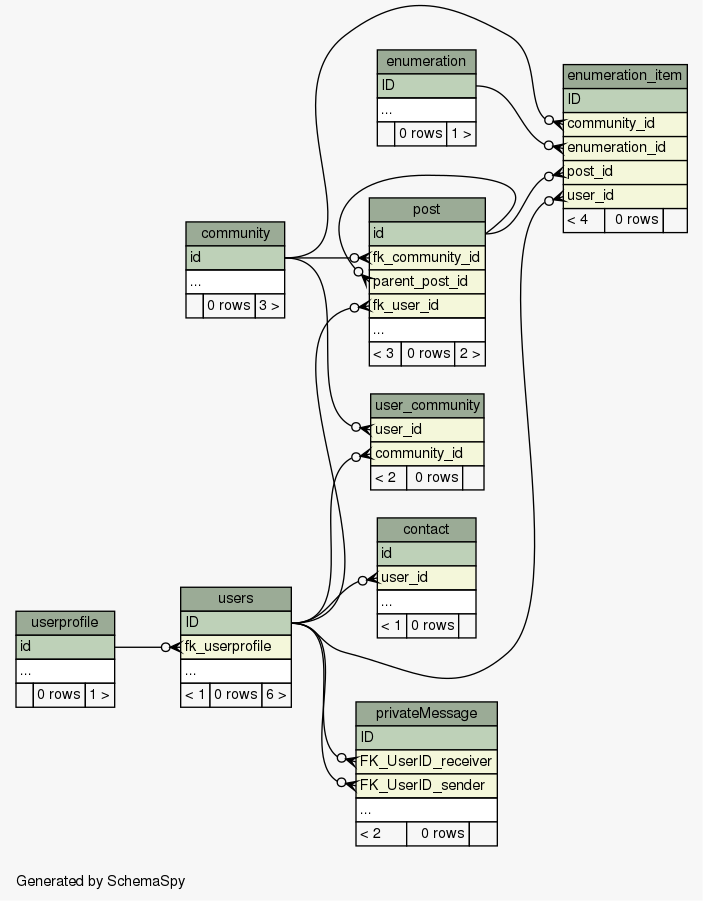 enumeration
ID
...
0 rows 1 >
enumeration_item
ID
community_id
enumeration_id
post_id
user_id
< 4 0 rows
community
id
...
0 rows 3 >
post
id
fk_community_id
parent_post_id
fk_user_id
...
< 3 0 rows 2 >
user_community
user_id
community_id
< 2 0 rows
contact
id
user_id
...
< 1 0 rows
userprofile
id
...
0 rows 1 >
users
ID
fk_userprofile
...
< 1 0 rows 6 >
privateMessage
ID
FK_UserID_receiver
FK_UserID_sender
...
< 2 0 rows
Generated by SchemaSpy